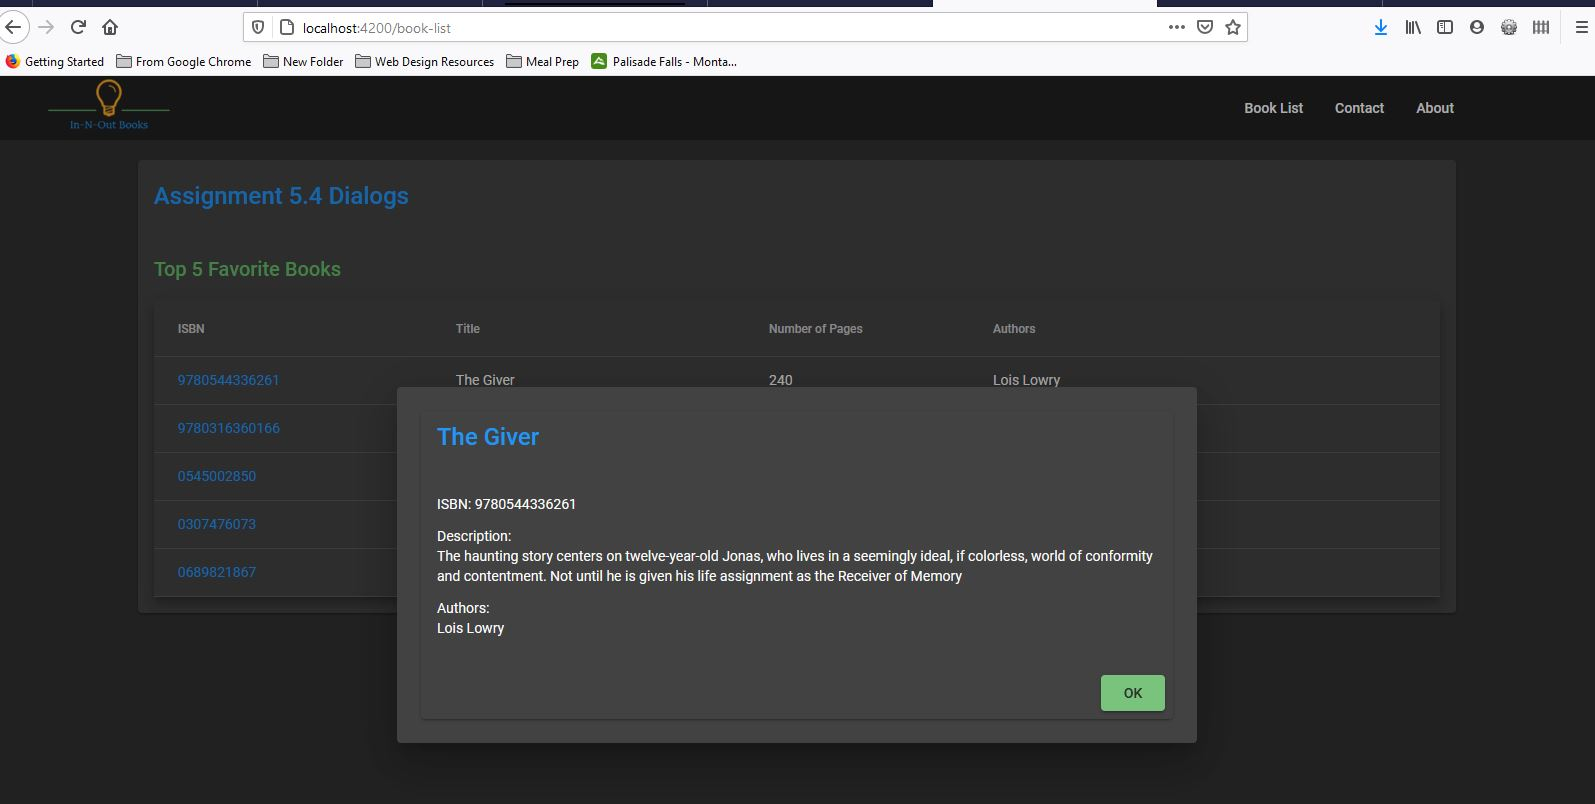 localhost:4200/book-list
Getting Started From Google Chrome New Folder Web Design Resources Meal Prep Palisade Falls - Monta...
In-N-Out Books
Book List Contact About
Assignment 5.4 Dialogs
Top 5 Favorite Books
ISBN Title Number of Pages Authors
9780544336261 The Giver 240 Lois Lowry
9780316360166
0545002850
0307476073
0689821867
The Giver
ISBN: 9780544336261
Description:
The haunting story centers on twelve-year-old Jonas, who lives in a seemingly ideal, if colorless, world of conformity
and contentment. Not until he is given his life assignment as the Receiver of Memory
Authors:
Lois Lowry
OK